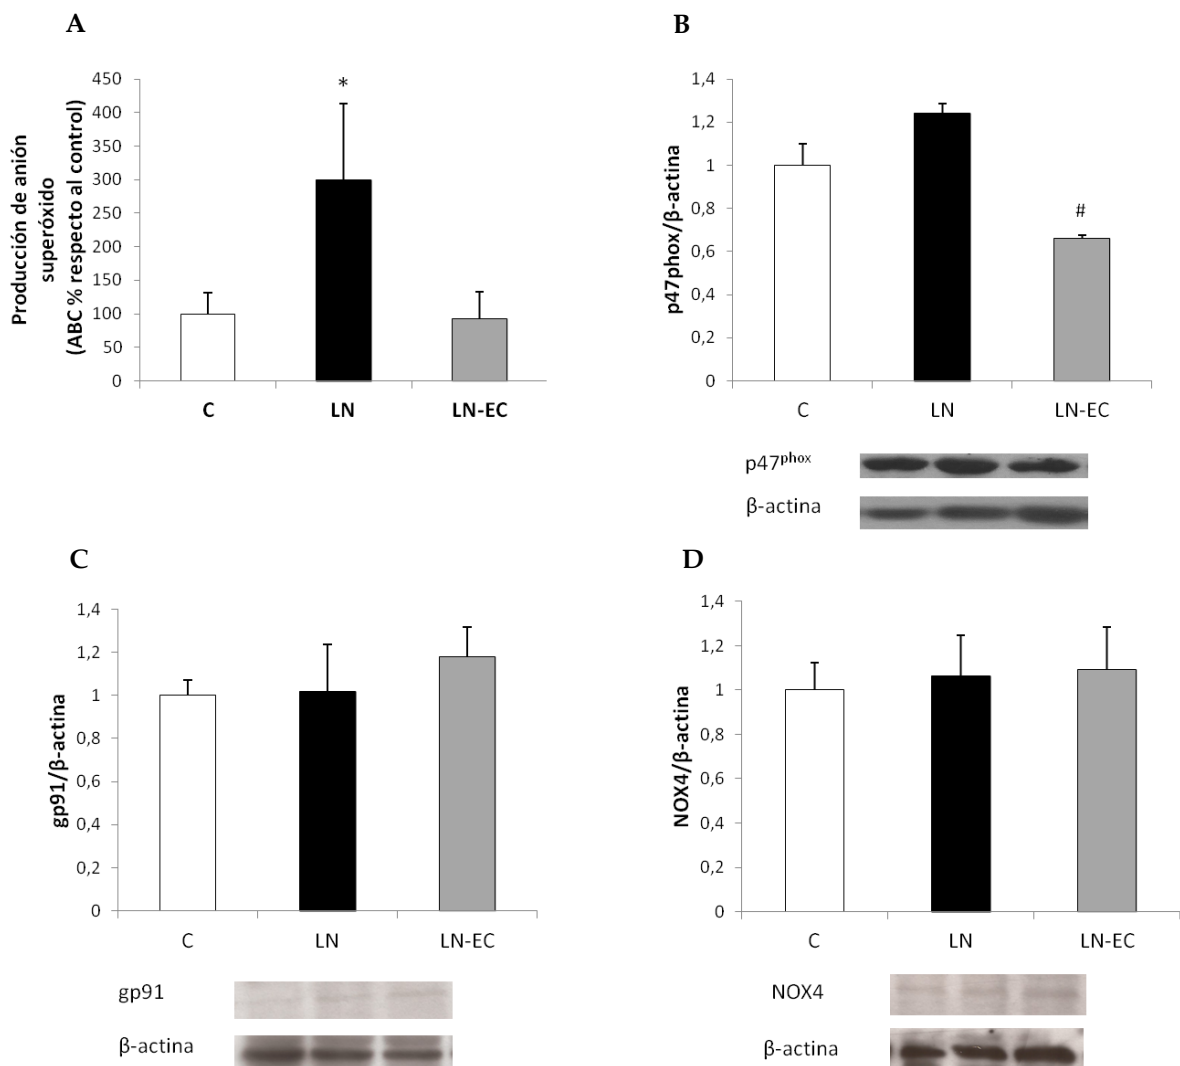 A
Producción de anión
superóxido
(ABC % respecto al control)
450
400
350
300
250
200
150
100
50
0
*
C
LN
LN-EC
B
p47phox/β-actina
1,4
1,2
1
0,8
0,6
0,4
0,2
0
#
C
LN
LN-EC
p47phox
β-actina
C
gp91/β-actina
1,4
1,2
1
0,8
0,6
0,4
0,2
0
C
LN
LN-EC
gp91
β-actina
D
NOX4/β-actina
1,4
1,2
1
0,8
0,6
0,4
0,2
0
C
LN
LN-EC
NOX4
β-actina